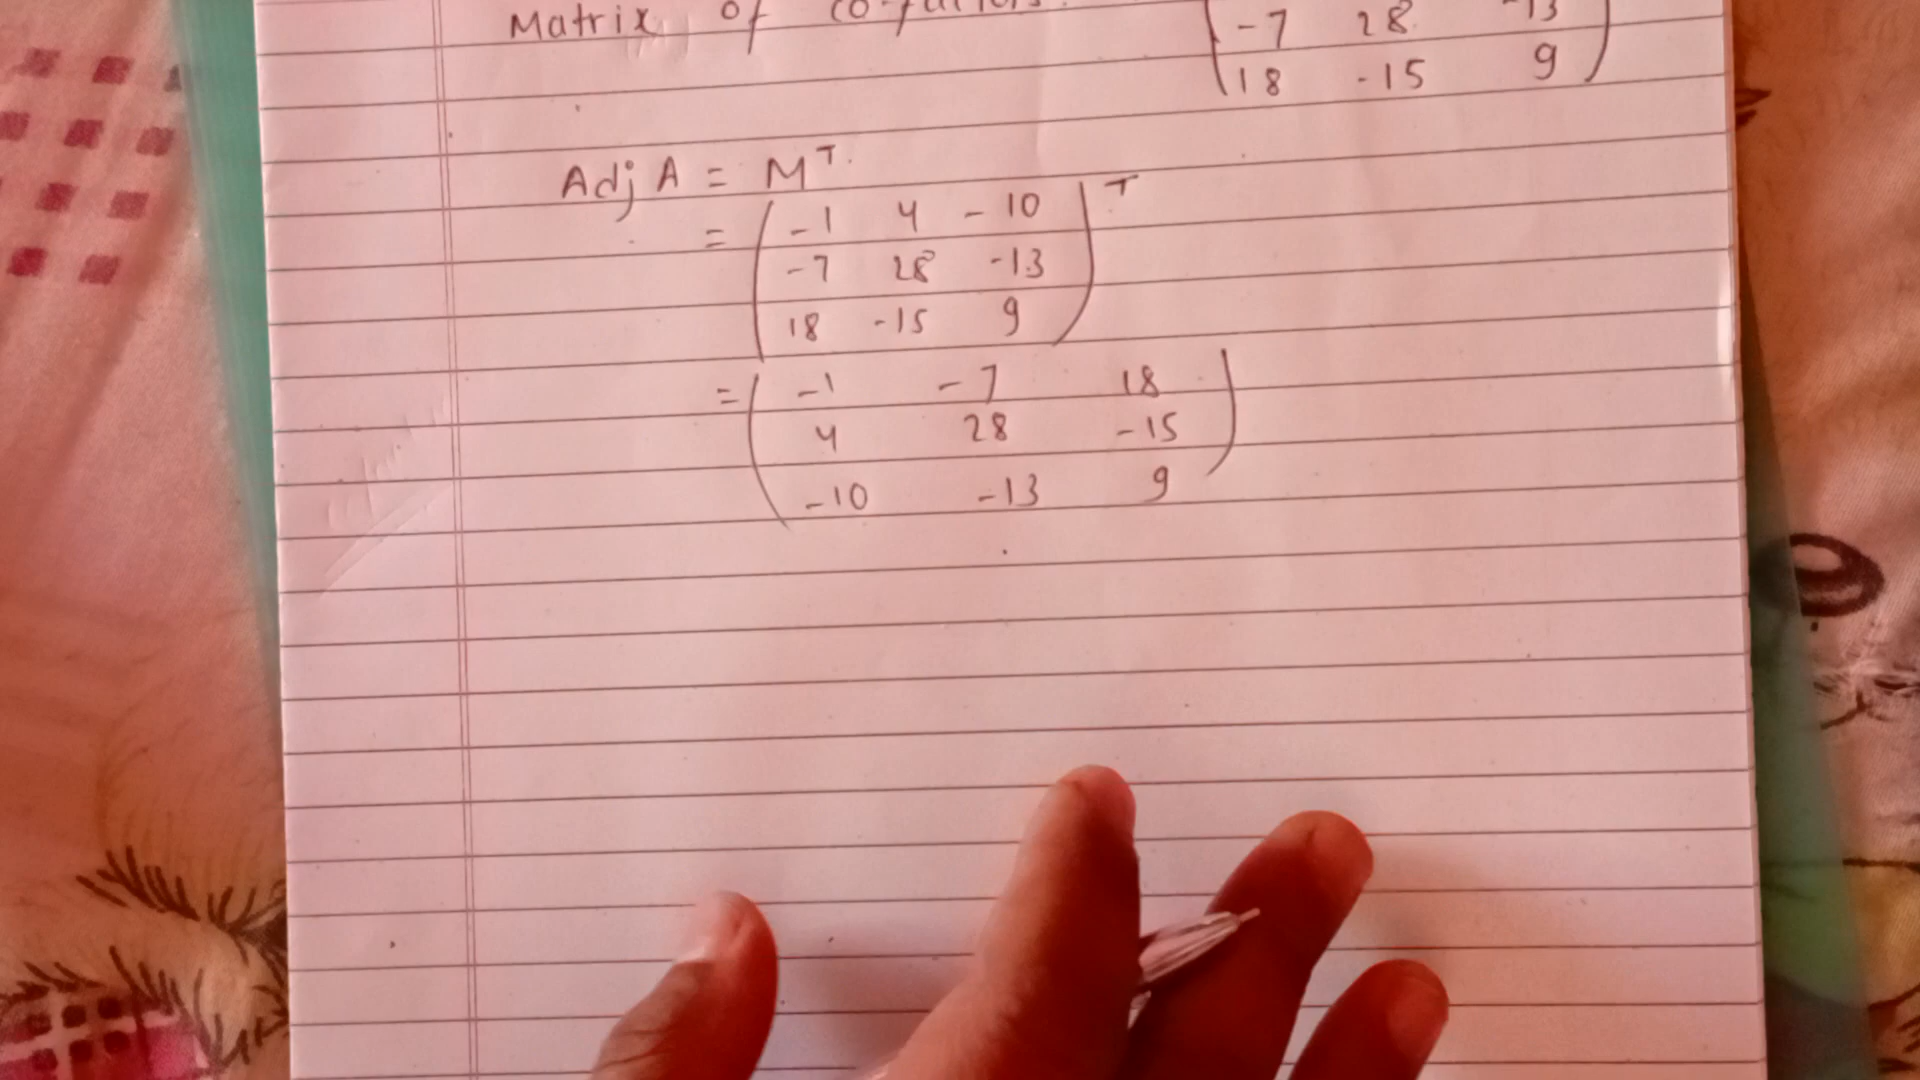 Matrix of
-7 28 -13
18 -15 9
Adj A = M^T.
= ( -1 4 -10 )^T
-7 28 -13
18 -15 9
= ( -1 -7 18 )
4 28 -15
-10 -13 9